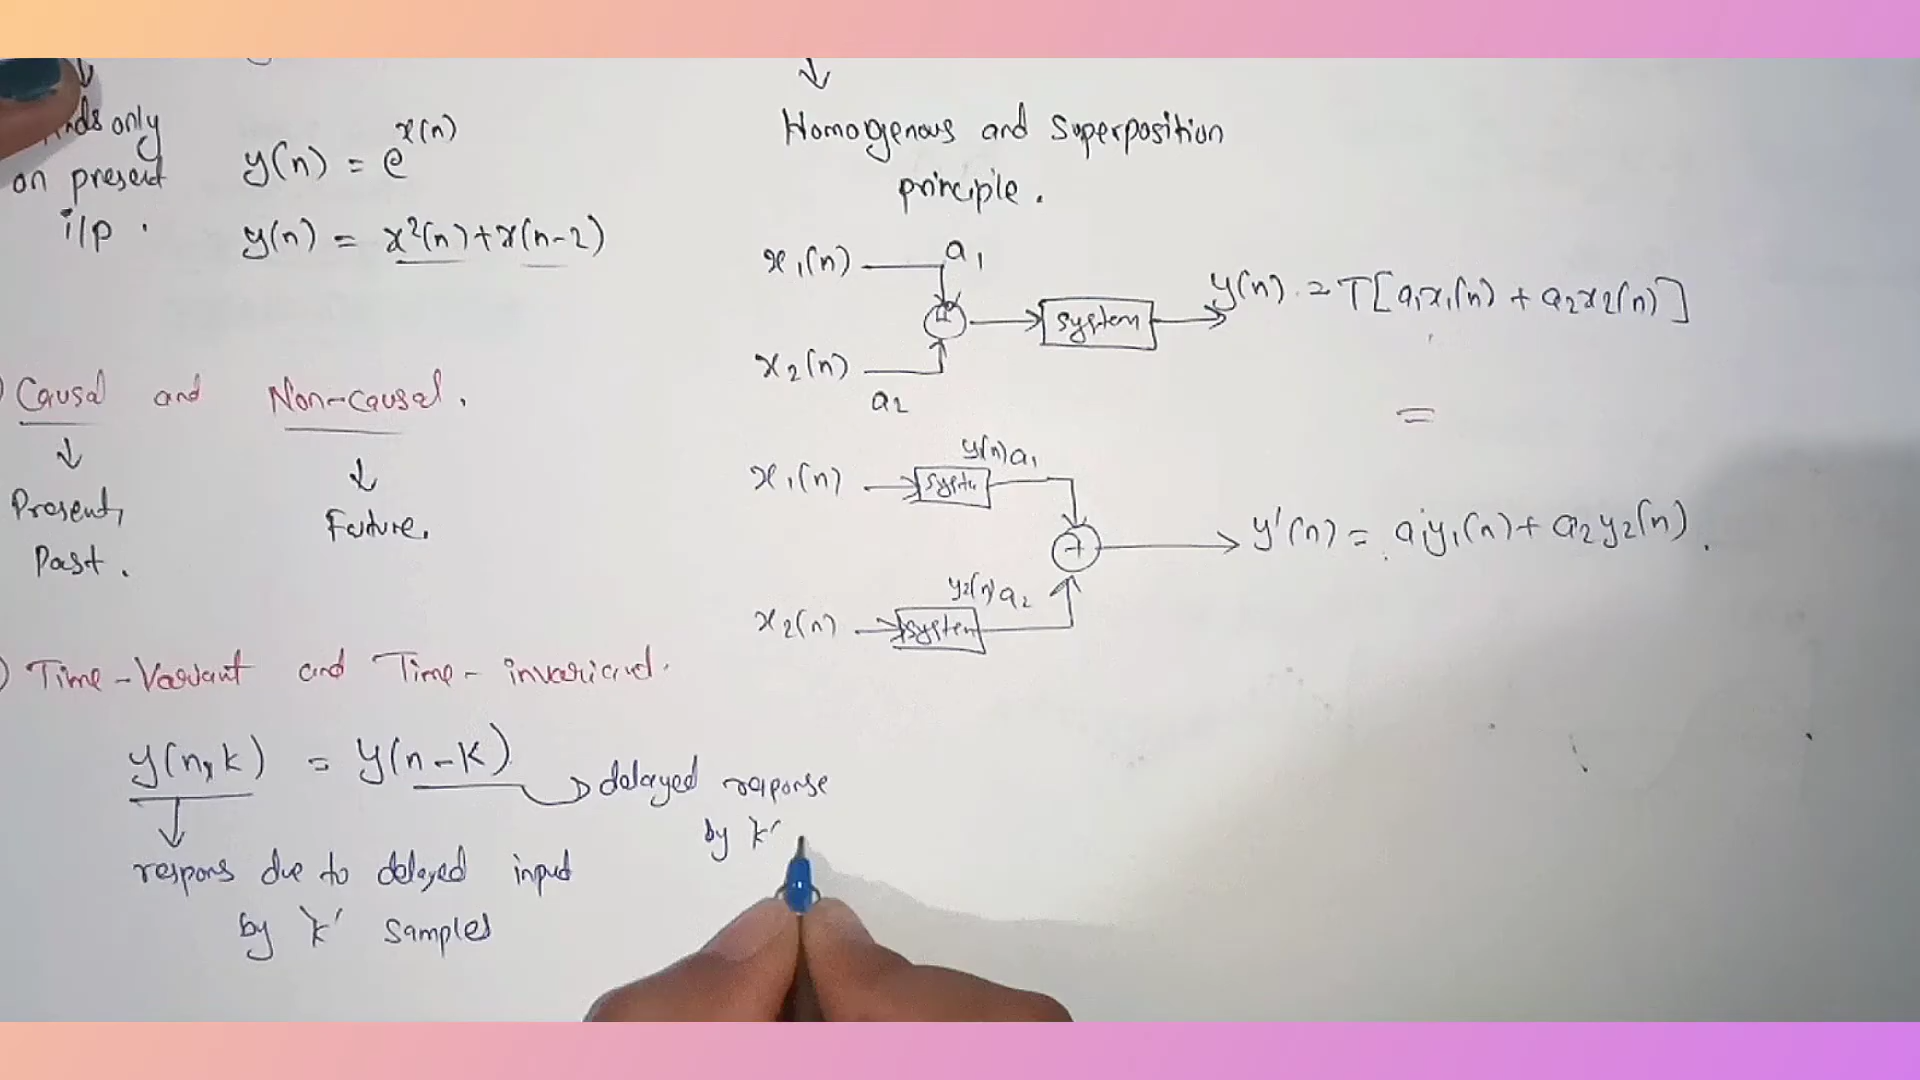 only
on present
i/p.
y(n) = e^x(n)
y(n) = x²(n)+x(n-2)
Causal and Non-causal.
Present,
Past.
Future.
Time-Variant and Time-invariant.
y(n,k) = y(n-k)
delayed response
by 'k'
respons due to delayed input
by 'k' samples
Homogenous and Superposition
principle.
x₁(n) a₁
system
y(n) = T[a₁x₁(n) + a₂x₂(n)]
x₂(n)
a₂
=
x₁(n)
y(n) a₁
+
y'(n) = a₁y₁(n) + a₂y₂(n).
y₂(n) a₂
x₂(n)
system